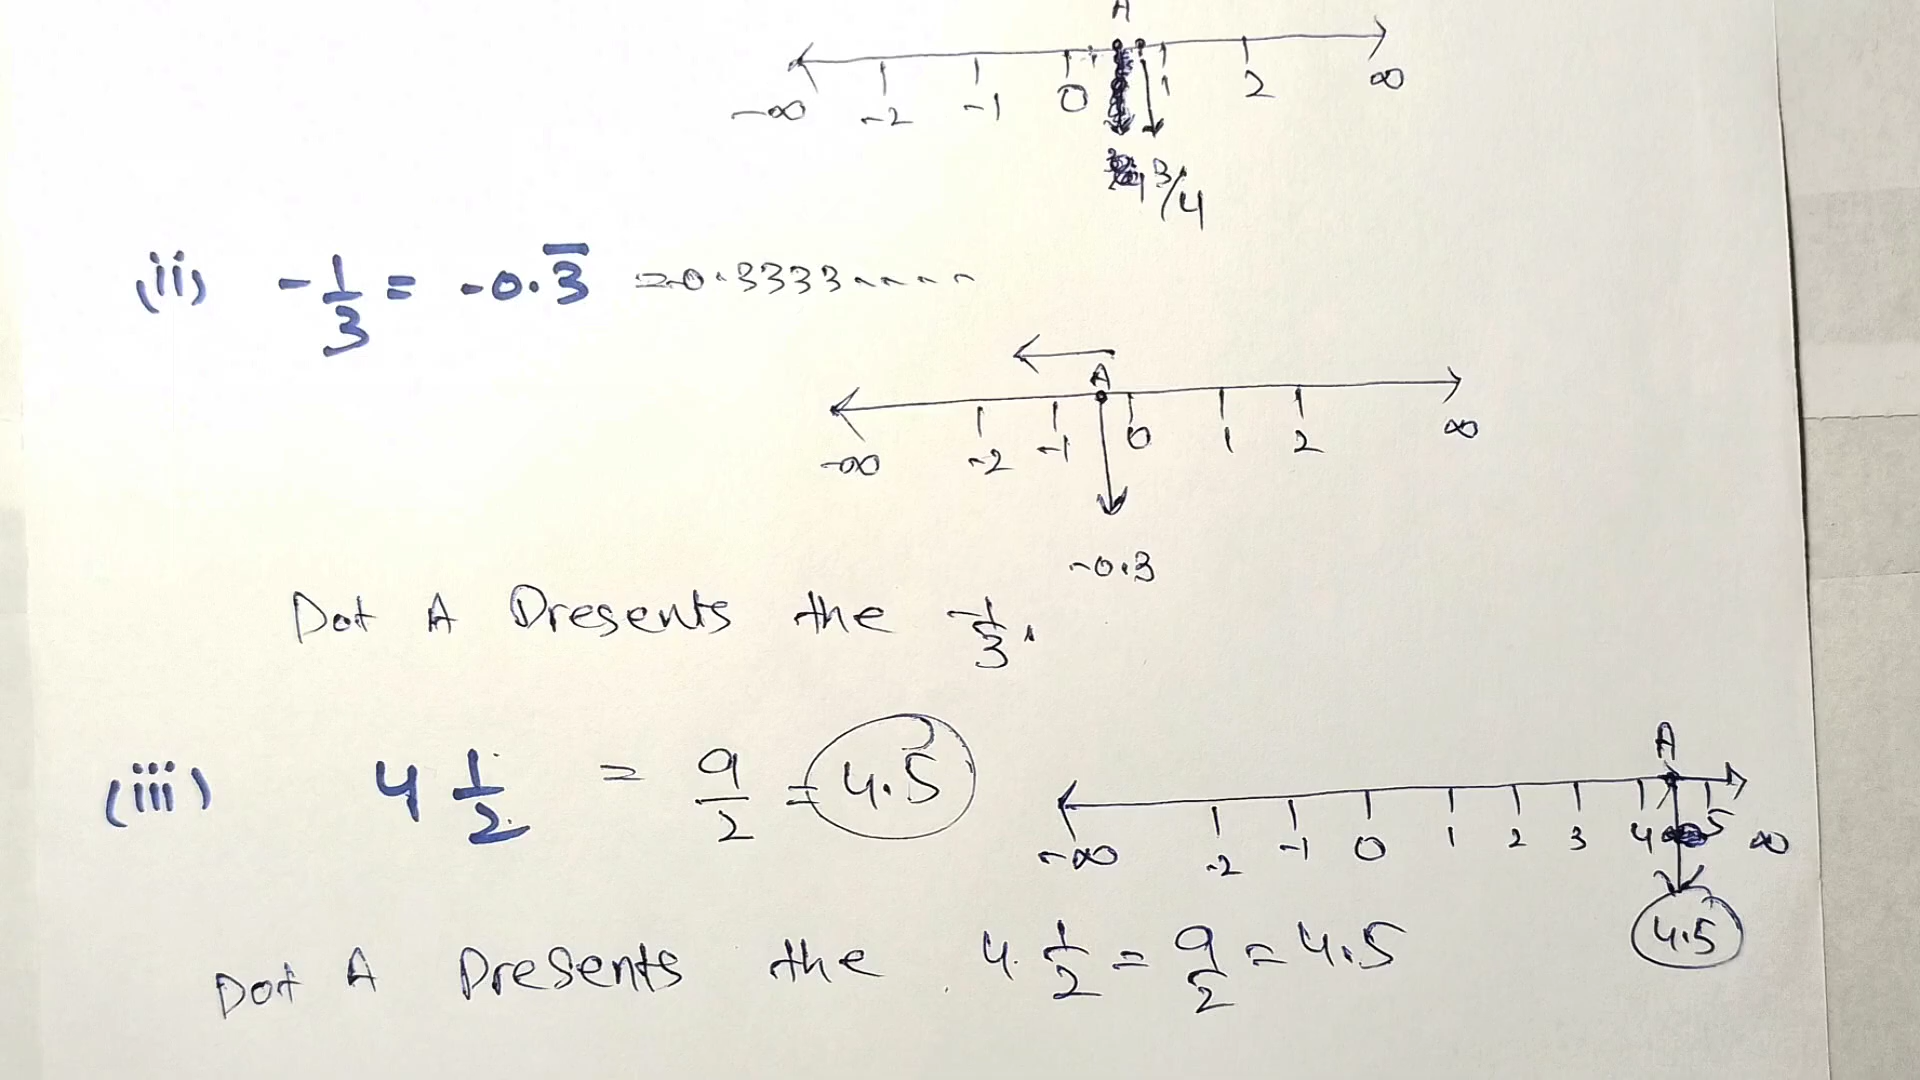 A
-∞ -2 -1 0 1 2 ∞
3/4
(ii) -1/3 = -0.3̅ = -0.3333....
A
-∞ -2 -1 0 1 2 ∞
-0.3
Dot A Presents the -1/3.
(iii) 4 1/2 = 9/2 = 4.5
A
-∞ -2 -1 0 1 2 3 4 5 ∞
4.5
Dot A Presents the 4 1/2 = 9/2 = 4.5